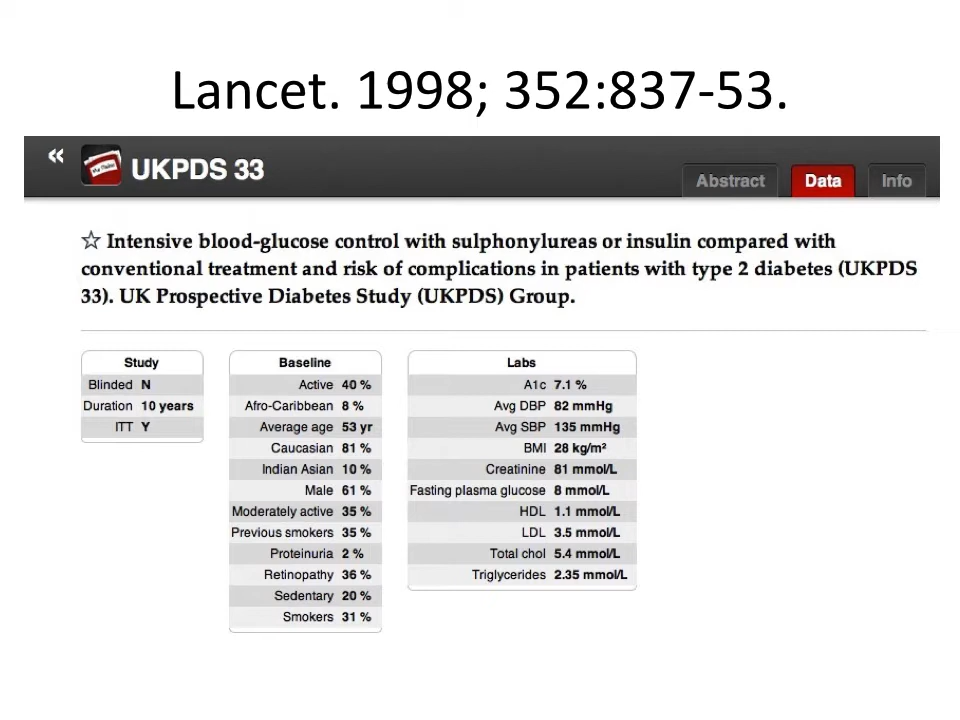 Lancet. 1998; 352:837-53.
« UKPDS 33
Abstract Data Info
☆ Intensive blood-glucose control with sulphonylureas or insulin compared with
conventional treatment and risk of complications in patients with type 2 diabetes (UKPDS
33). UK Prospective Diabetes Study (UKPDS) Group.
Study
Blinded N
Duration 10 years
ITT Y
Baseline
Active 40 %
Afro-Caribbean 8 %
Average age 53 yr
Caucasian 81 %
Indian Asian 10 %
Male 61 %
Moderately active 35 %
Previous smokers 35 %
Proteinuria 2 %
Retinopathy 36 %
Sedentary 20 %
Smokers 31 %
Labs
A1c 7.1 %
Avg DBP 82 mmHg
Avg SBP 135 mmHg
BMI 28 kg/m²
Creatinine 81 mmol/L
Fasting plasma glucose 8 mmol/L
HDL 1.1 mmol/L
LDL 3.5 mmol/L
Total chol 5.4 mmol/L
Triglycerides 2.35 mmol/L